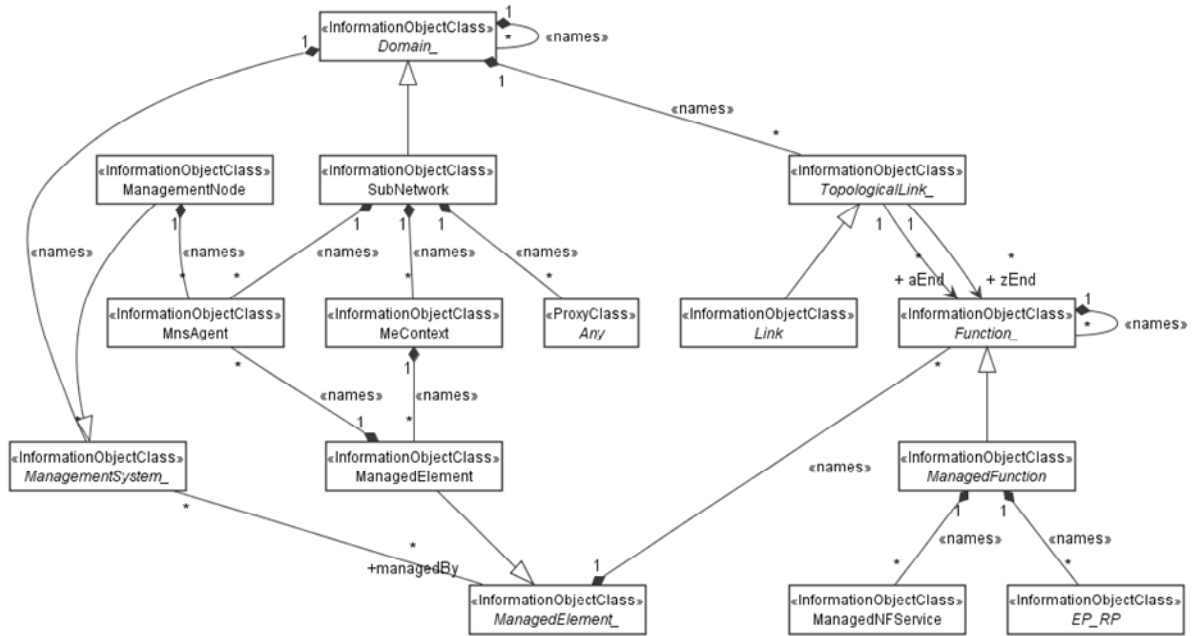 1
«InformationObjectClass»
Domain_
1
*
«names»
1
«names»
*
«InformationObjectClass»
ManagementNode
1
«InformationObjectClass»
SubNetwork
1
1
1
«InformationObjectClass»
TopologicalLink_
1
1
«names»
«names»
«names»
«names»
«names»
*
*
*
*
*
*
+ aEnd
+ zEnd
«InformationObjectClass»
MnsAgent
«InformationObjectClass»
MeContext
«ProxyClass»
Any
«InformationObjectClass»
Link
«InformationObjectClass»
Function_
1
*
«names»
*
1
*
«names»
«names»
1
*
*
«InformationObjectClass»
ManagementSystem_
«InformationObjectClass»
ManagedElement
«names»
«InformationObjectClass»
ManagedFunction
*
1
1
*
+managedBy
«names»
«names»
1
*
*
«InformationObjectClass»
ManagedElement_
«InformationObjectClass»
ManagedNFService
«InformationObjectClass»
EP_RP